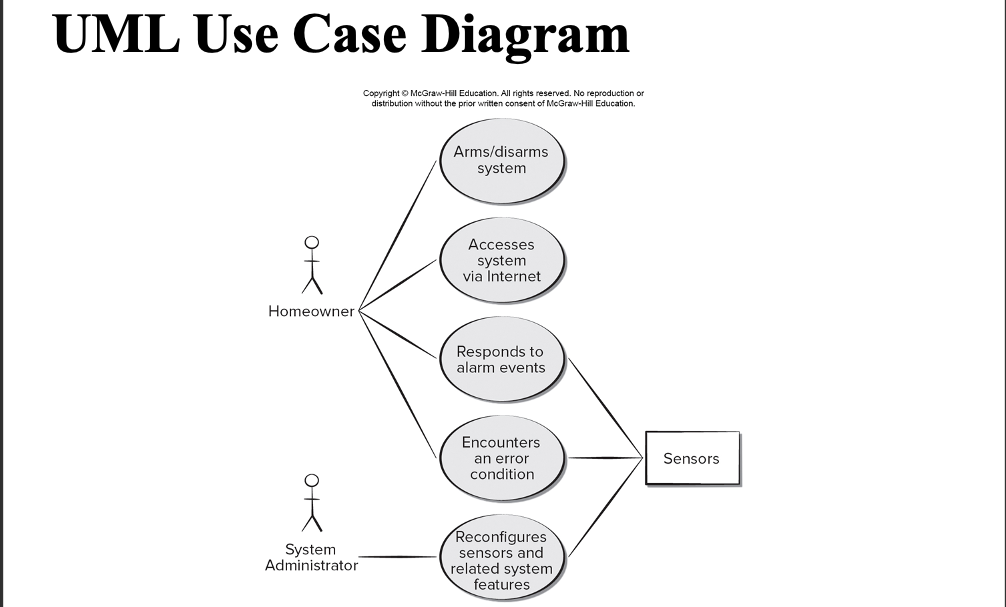 UML Use Case Diagram
Copyright © McGraw-Hill Education. All rights reserved. No reproduction or
distribution without the prior written consent of McGraw-Hill Education.
Arms/disarms
system
Accesses
system
via Internet
Homeowner
Responds to
alarm events
Encounters
an error
condition
Sensors
System
Administrator
Reconfigures
sensors and
related system
features